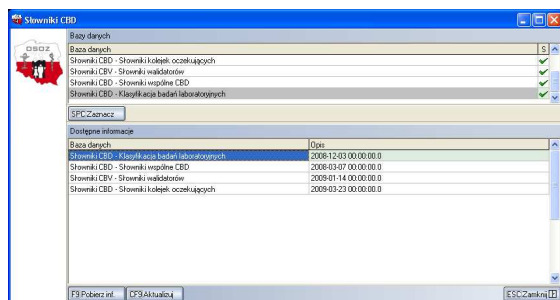 Słowniki CBD
OSOZ
Bazy danych
Baza danych S
Słowniki CBD - Słowniki kolejek oczekujących
Słowniki CBV - Słowniki walidatorów
Słowniki CBD - Słowniki wspólne CBD
Słowniki CBD - Klasyfikacja badań laboratoryjnych
SPC Zaznacz
Dostępne informacje
Baza danych Opis
Słowniki CBD - Klasyfikacja badań laboratoryjnych 2008-12-03 00:00:00.0
Słowniki CBD - Słowniki wspólne CBD 2008-03-07 00:00:00.0
Słowniki CBV - Słowniki walidatorów 2009-01-14 00:00:00.0
Słowniki CBD - Słowniki kolejek oczekujących 2009-03-23 00:00:00.0
F9 Pobierz inf. CF9 Aktualizuj ESC Zamknij